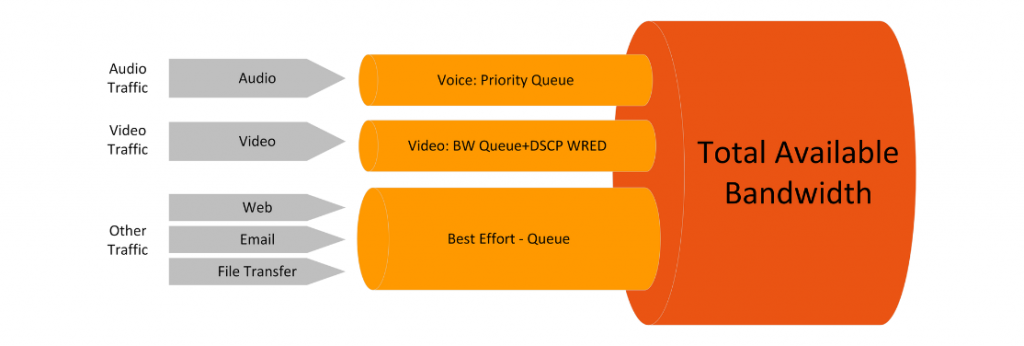 Audio
Traffic
Audio
Voice: Priority Queue
Video
Traffic
Video
Video: BW Queue+DSCP WRED
Total Available
Bandwidth
Other
Traffic
Web
Email
File Transfer
Best Effort - Queue